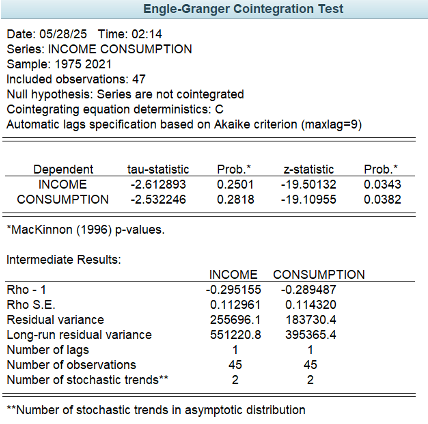 Engle-Granger Cointegration Test
Date: 05/28/25 Time: 02:14
Series: INCOME CONSUMPTION
Sample: 1975 2021
Included observations: 47
Null hypothesis: Series are not cointegrated
Cointegrating equation deterministics: C
Automatic lags specification based on Akaike criterion (maxlag=9)
Dependent tau-statistic Prob.* z-statistic Prob.*
INCOME -2.612893 0.2501 -19.50132 0.0343
CONSUMPTION -2.532246 0.2818 -19.10955 0.0382
*MacKinnon (1996) p-values.
Intermediate Results:
INCOME CONSUMPTION
Rho - 1 -0.295155 -0.289487
Rho S.E. 0.112961 0.114320
Residual variance 255696.1 183730.4
Long-run residual variance 551220.8 395365.4
Number of lags 1 1
Number of observations 45 45
Number of stochastic trends** 2 2
**Number of stochastic trends in asymptotic distribution